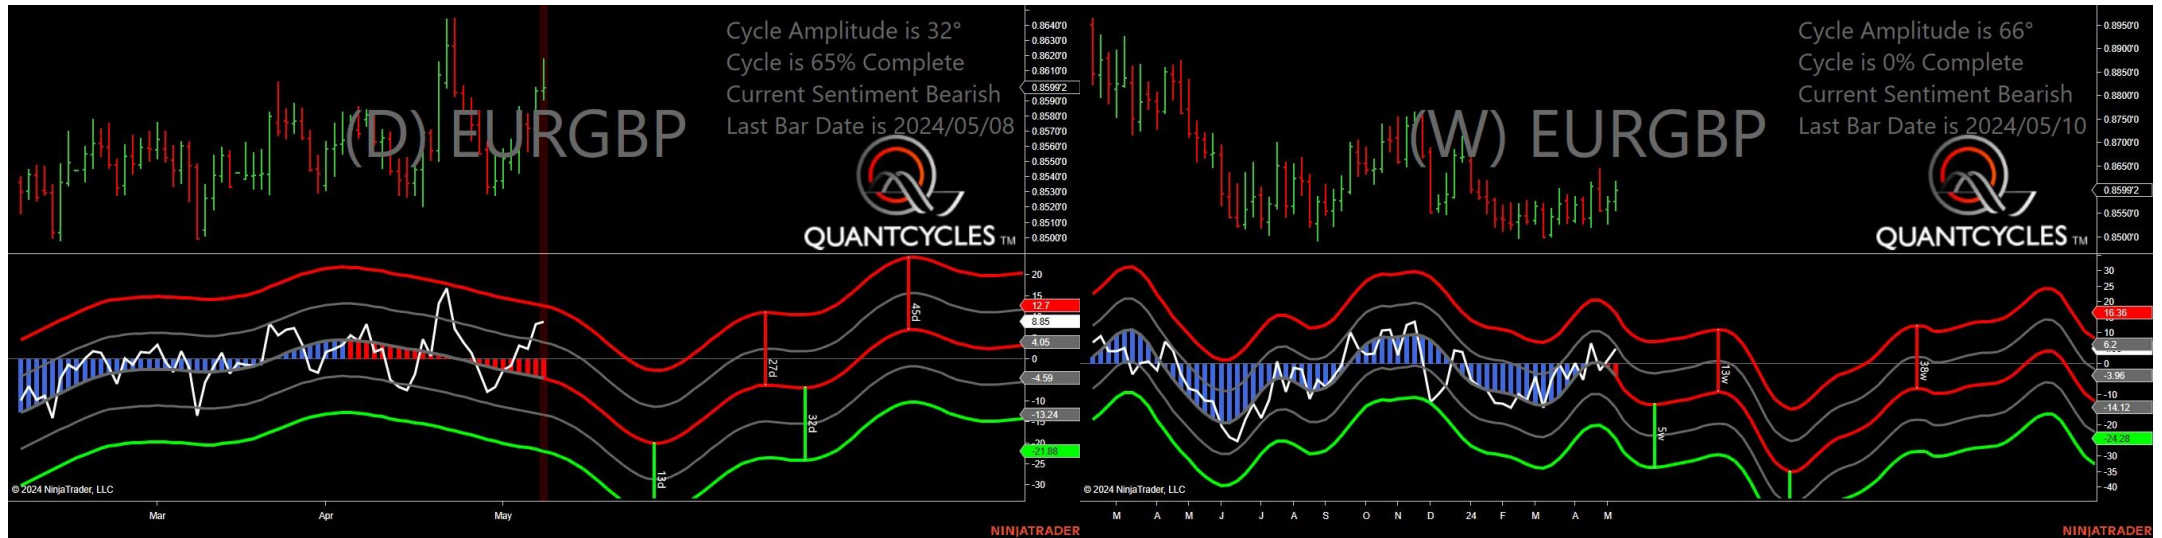 Cycle Amplitude is 32°
Cycle is 65% Complete
Current Sentiment Bearish
Last Bar Date is 2024/05/08
(D) EURGBP
QUANTCYCLES TM
0.8640'0
0.8630'0
0.8620'0
0.8610'0
0.8599'2
0.8590'0
0.8580'0
0.8570'0
0.8560'0
0.8550'0
0.8540'0
0.8530'0
0.8520'0
0.8510'0
0.8500'0
20
15
12.7
8.85
4.05
0
-4.59
-10
-13.24
-15
-20
-21.88
-25
-30
13d
27d
32d
45d
© 2024 NinjaTrader, LLC
Mar
Apr
May
NINJATRADER
Cycle Amplitude is 66°
Cycle is 0% Complete
Current Sentiment Bearish
Last Bar Date is 2024/05/10
(W) EURGBP
QUANTCYCLES TM
0.8950'0
0.8900'0
0.8850'0
0.8800'0
0.8750'0
0.8700'0
0.8650'0
0.8599'2
0.8550'0
0.8500'0
30
25
20
16.36
10
6.2
0
-3.96
-10
-14.12
-20
-24.28
-30
-35
-40
5w
13w
38w
© 2024 NinjaTrader, LLC
M A M J J A S O N D 24 F M A M
NINJATRADER